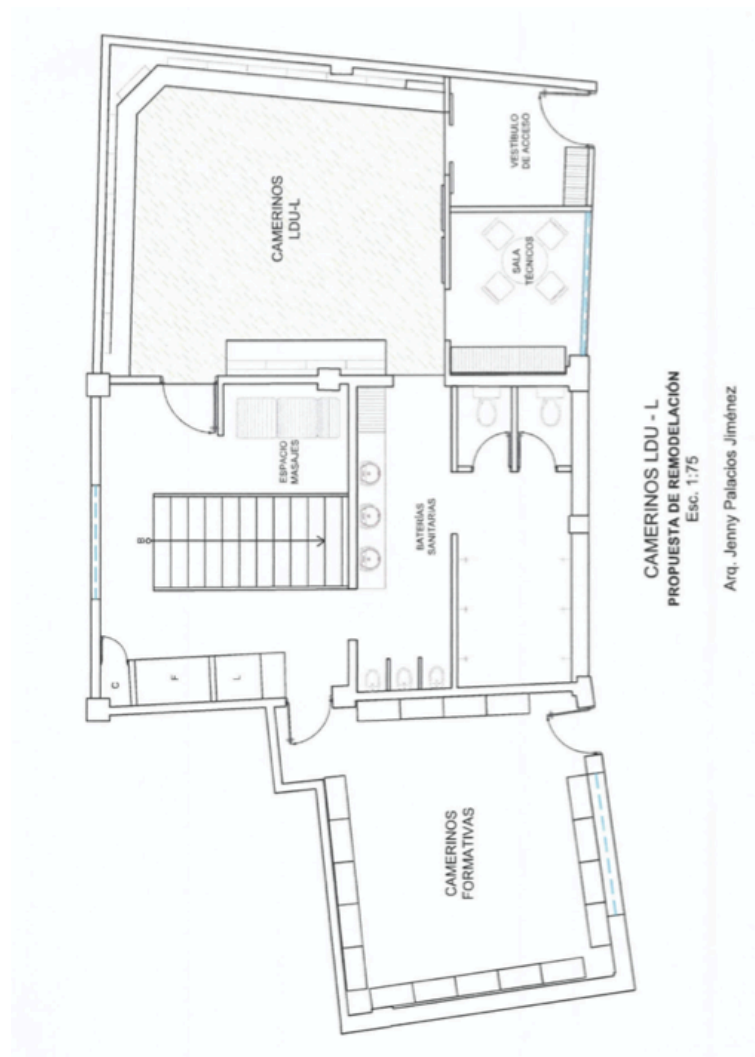 CAMERINOS
FORMATIVAS
C
F
L
B
ESPACIO
MASAJES
BATERÍAS
SANITARIAS
CAMERINOS
LDU-L
SALA
TÉCNICOS
VESTÍBULO
DE ACCESO
CAMERINOS LDU - L
PROPUESTA DE REMODELACIÓN
Esc. 1:75
Arq. Jenny Palacios Jiménez